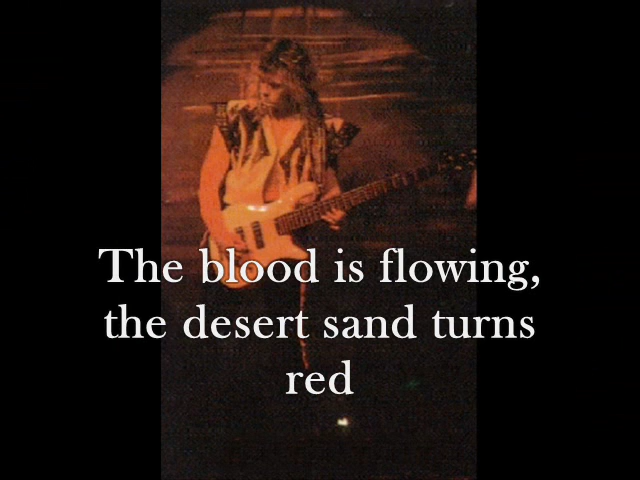 The blood is flowing,
the desert sand turns
red